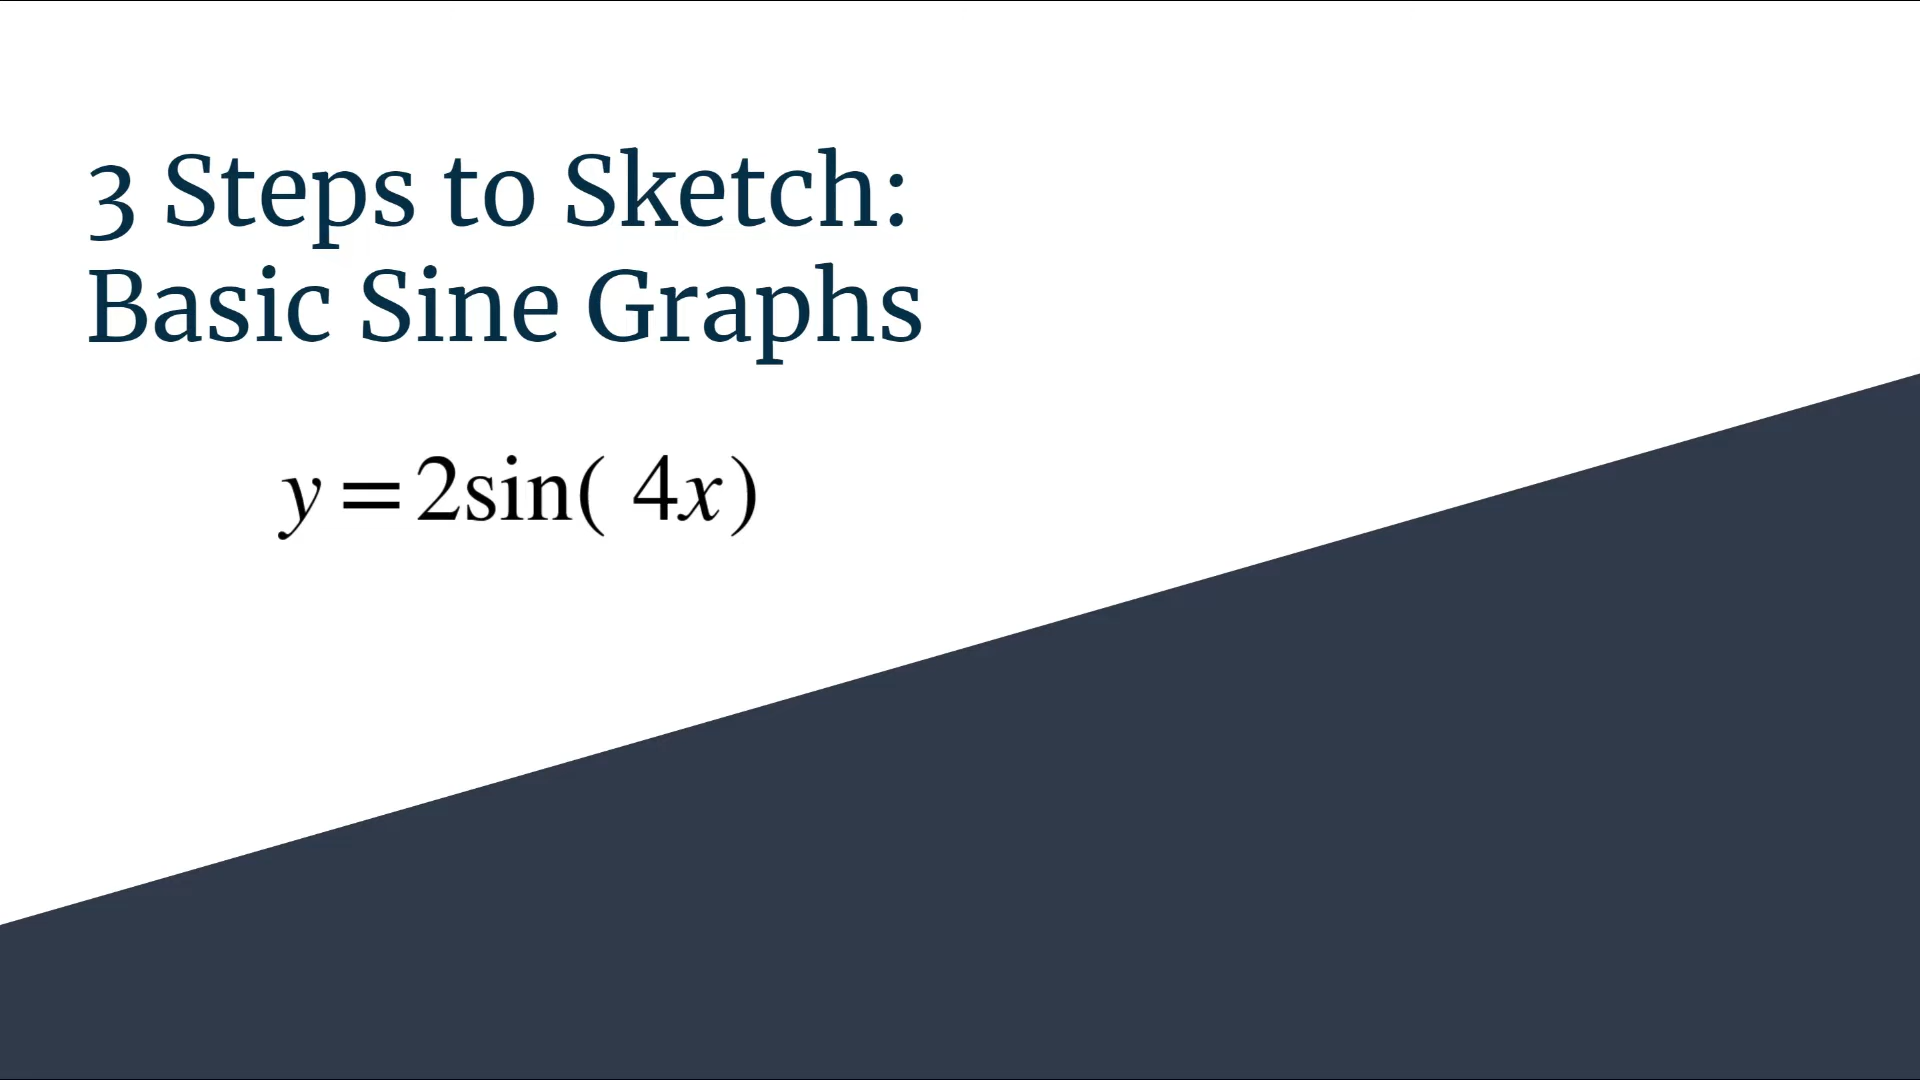 3 Steps to Sketch:
Basic Sine Graphs
y = 2sin( 4x)